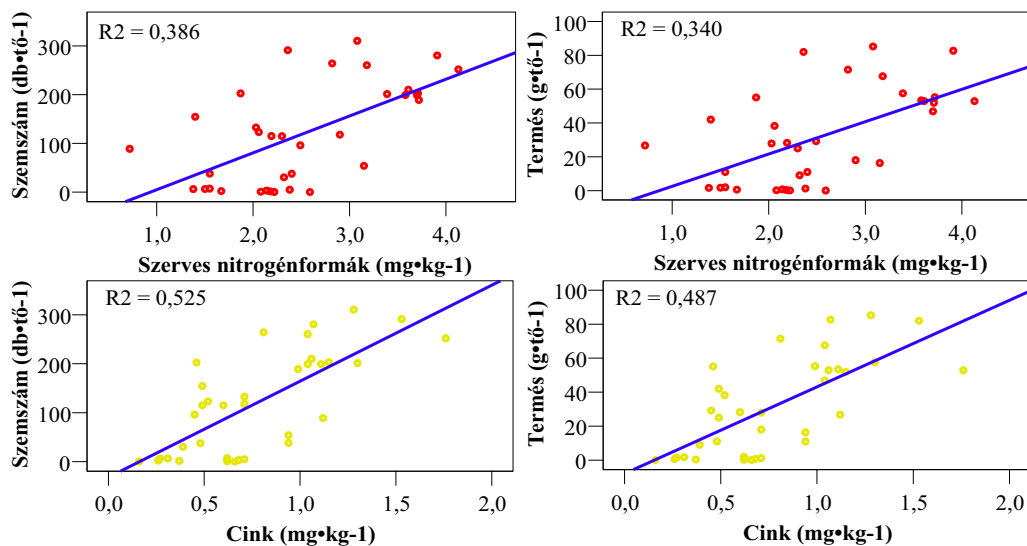 R2 = 0,386
Szemszám (db•tő-1)
300
200
100
0
1,0 2,0 3,0 4,0
Szerves nitrogénformák (mg•kg-1)
R2 = 0,340
Termés (g•tő-1)
100
80
60
40
20
0
1,0 2,0 3,0 4,0
Szerves nitrogénformák (mg•kg-1)
R2 = 0,525
Szemszám (db•tő-1)
300
200
100
0
0,0 0,5 1,0 1,5 2,0
Cink (mg•kg-1)
R2 = 0,487
Termés (g•tő-1)
100
80
60
40
20
0
0,0 0,5 1,0 1,5 2,0
Cink (mg•kg-1)